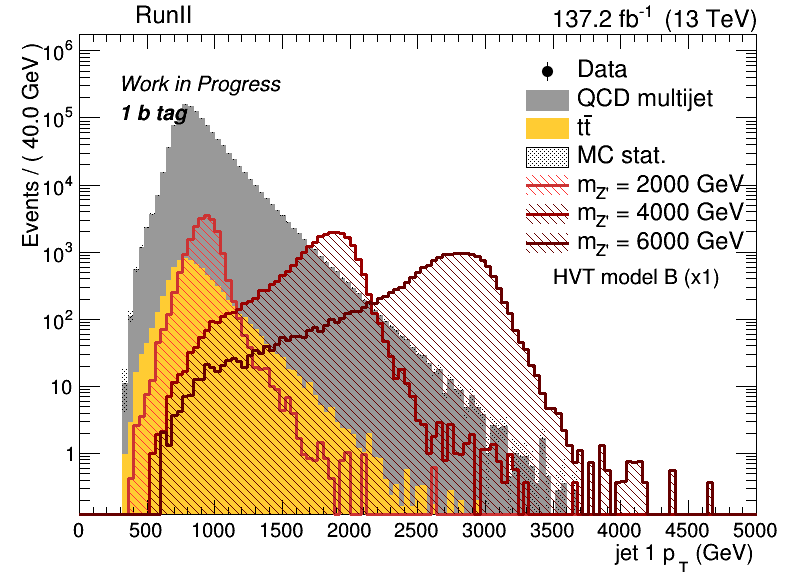 RunII
137.2 fb⁻¹ (13 TeV)
Events / ( 40.0 GeV )
10⁶
10⁵
10⁴
10³
10²
10
1
Work in Progress
1 b tag
Data
QCD multijet
tt̄
MC stat.
m_Z' = 2000 GeV
m_Z' = 4000 GeV
m_Z' = 6000 GeV
HVT model B (x1)
0 500 1000 1500 2000 2500 3000 3500 4000 4500 5000
jet 1 p_T (GeV)